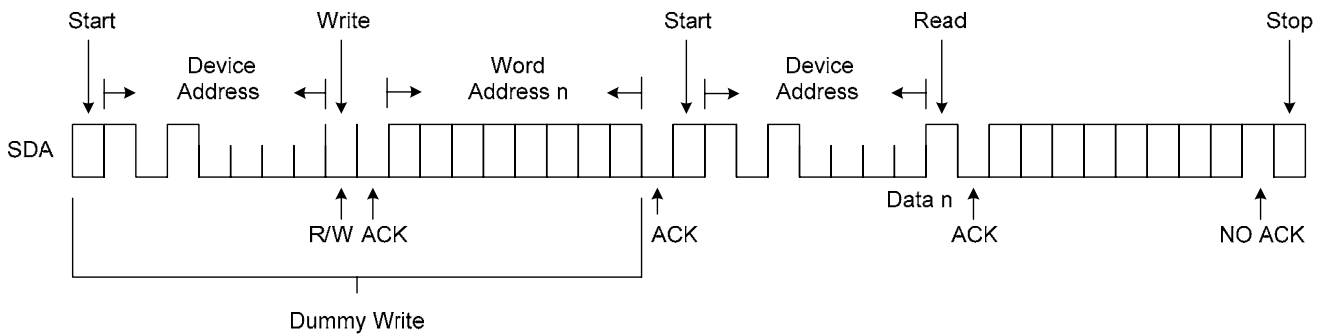 Start
Write
Start
Read
Stop
Device
Address
Word
Address n
Device
Address
SDA
Data n
R/W ACK
ACK
ACK
NO ACK
Dummy Write